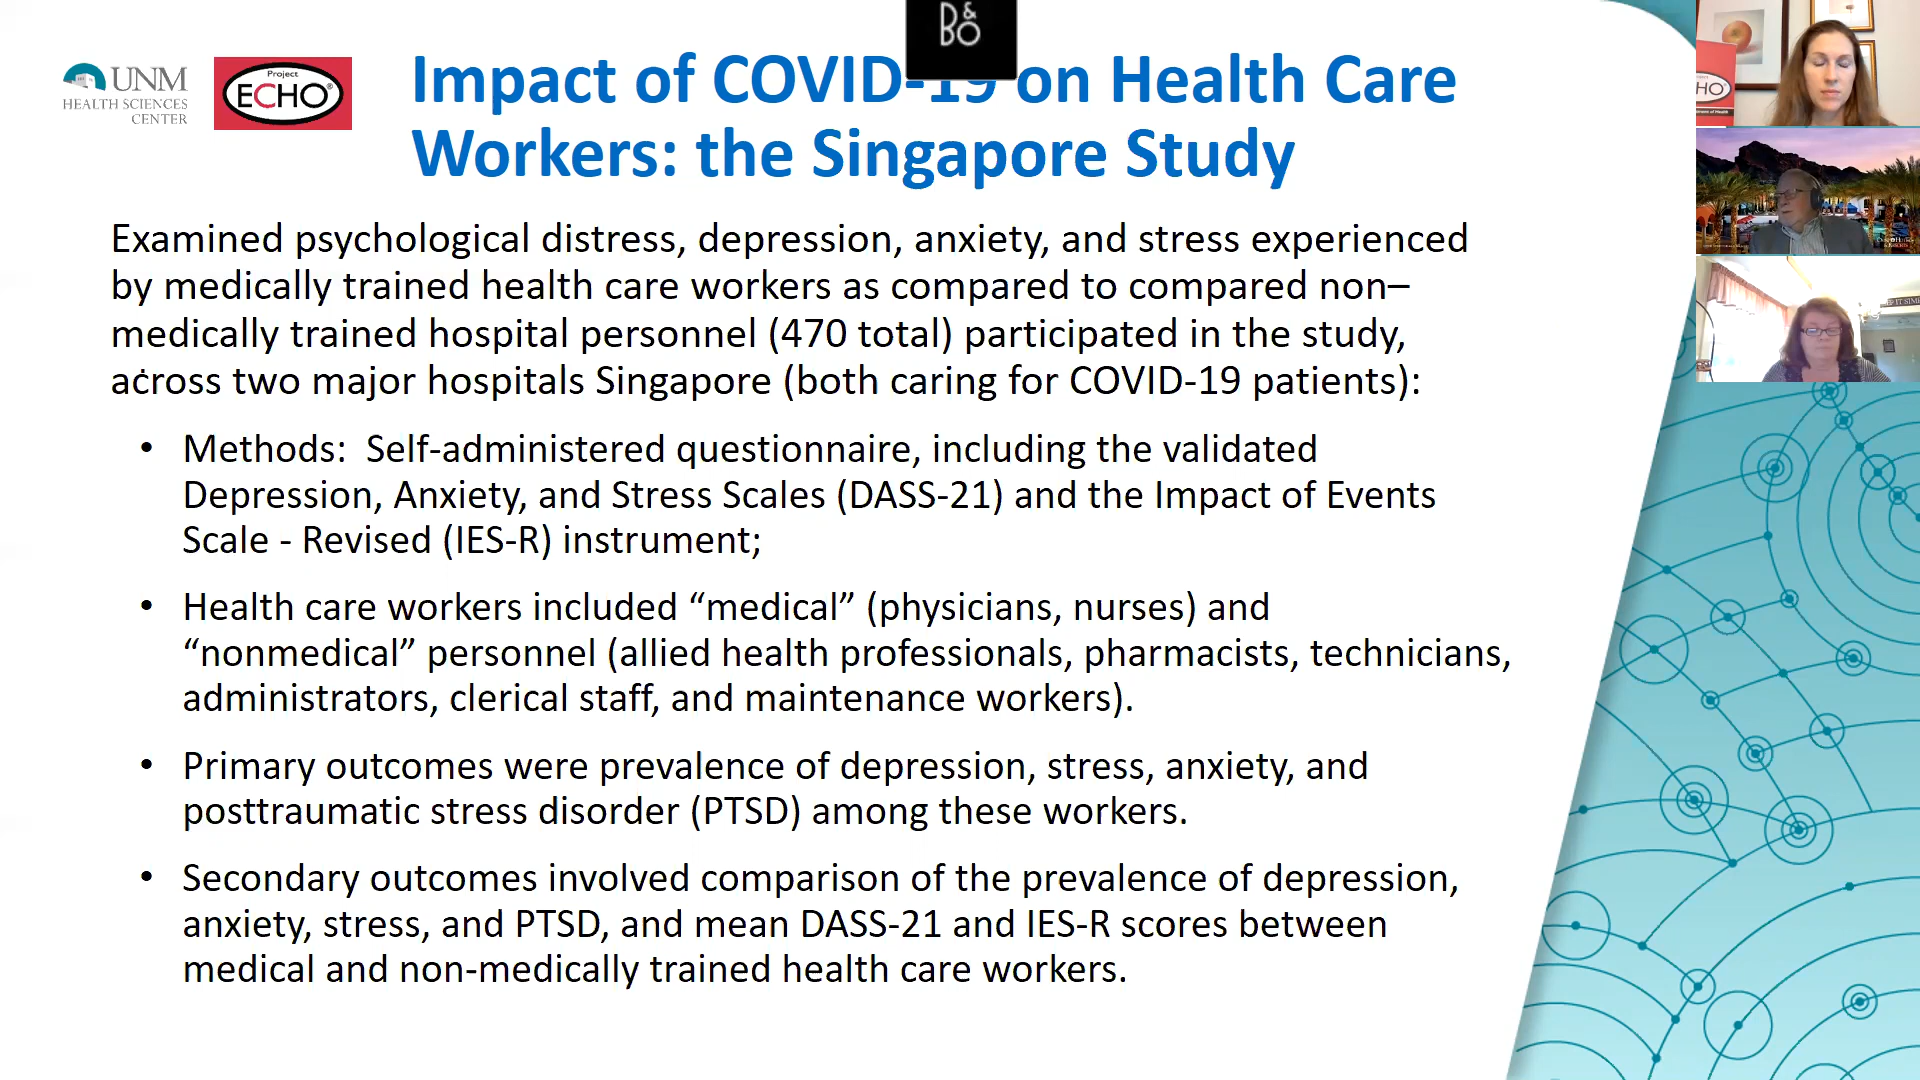 UNM
HEALTH SCIENCES
CENTER
Project
ECHO®
B&O
Impact of COVID-19 on Health Care
Workers: the Singapore Study
Examined psychological distress, depression, anxiety, and stress experienced
by medically trained health care workers as compared to compared non–
medically trained hospital personnel (470 total) participated in the study,
across two major hospitals Singapore (both caring for COVID-19 patients):
• Methods:  Self-administered questionnaire, including the validated
Depression, Anxiety, and Stress Scales (DASS-21) and the Impact of Events
Scale - Revised (IES-R) instrument;
• Health care workers included “medical” (physicians, nurses) and
“nonmedical” personnel (allied health professionals, pharmacists, technicians,
administrators, clerical staff, and maintenance workers).
• Primary outcomes were prevalence of depression, stress, anxiety, and
posttraumatic stress disorder (PTSD) among these workers.
• Secondary outcomes involved comparison of the prevalence of depression,
anxiety, stress, and PTSD, and mean DASS-21 and IES-R scores between
medical and non-medically trained health care workers.
HO®
IT SIM